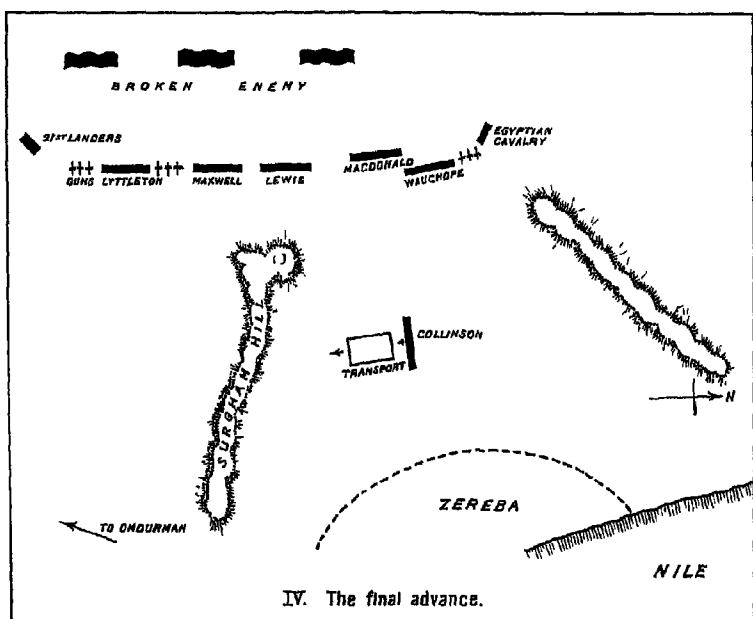 BROKEN ENEMY
21ST LANDERS
EGYPTIAN
CAVALRY
GUNS LYTTLETON MAXWELL LEWIS MACDONALD WAUCHOPE
SURGHAM HILL
COLLINSON
TRANSPORT
N
TO OMDURMAN
ZEREBA
NILE
IV. The final advance.